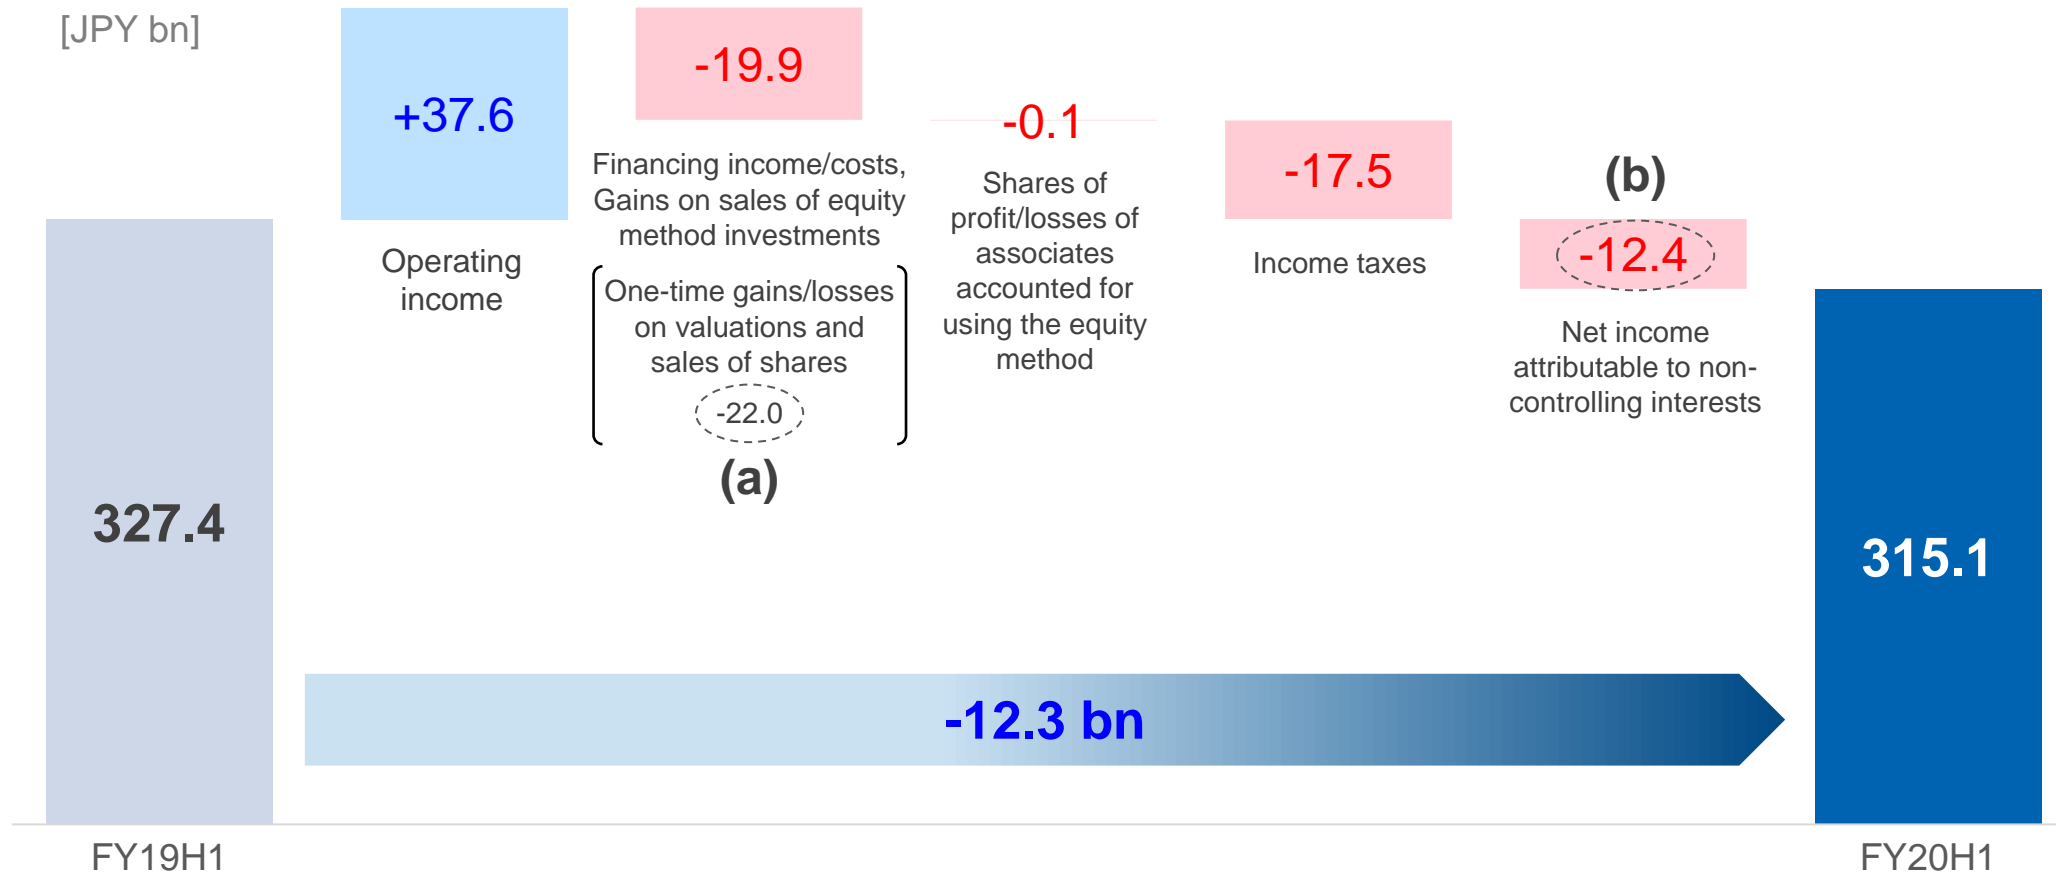 [JPY bn]
327.4
FY19H1
+37.6
Operating
income
-19.9
Financing income/costs,
Gains on sales of equity
method investments
One-time gains/losses
on valuations and
sales of shares
-22.0
(a)
-0.1
Shares of
profit/losses of
associates
accounted for
using the equity
method
-17.5
Income taxes
(b)
-12.4
Net income
attributable to non-
controlling interests
-12.3 bn
315.1
FY20H1